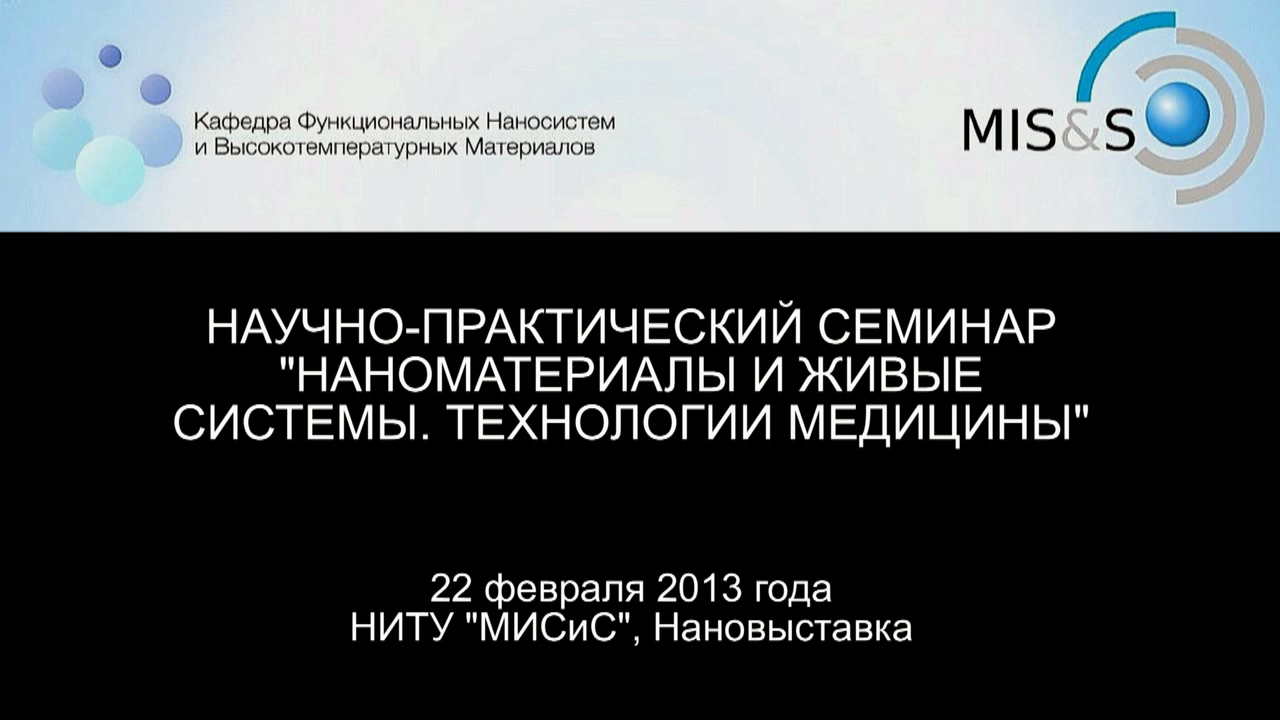 Кафедра Функциональных Наносистем
и Высокотемпературных Материалов
MIS&S
НАУЧНО-ПРАКТИЧЕСКИЙ СЕМИНАР
"НАНОМАТЕРИАЛЫ И ЖИВЫЕ
СИСТЕМЫ. ТЕХНОЛОГИИ МЕДИЦИНЫ"
22 февраля 2013 года
НИТУ "МИСиС", Нановыставка